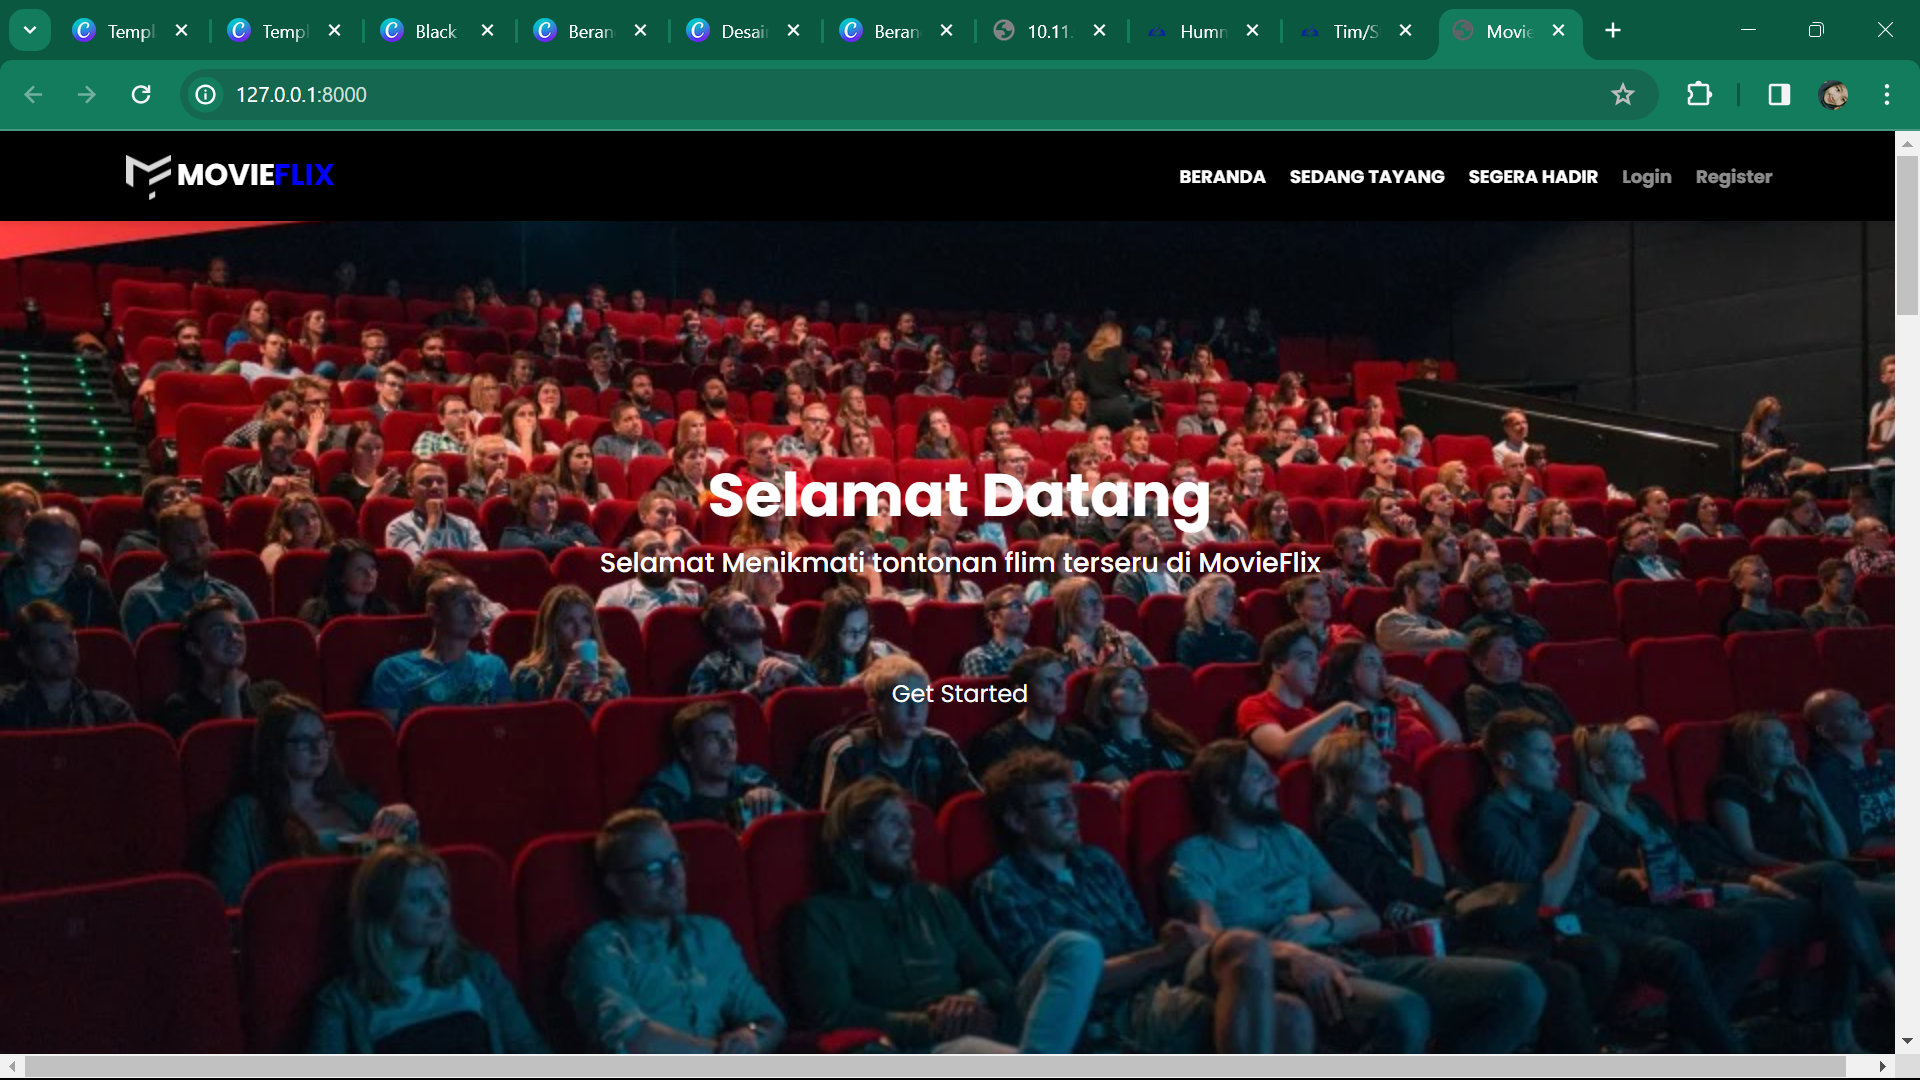 Templ
Templ
Black
Beran
Desain
Beran
10.11.
Humn
Tim/S
Movie
127.0.0.1:8000
MOVIEFLIX
BERANDA SEDANG TAYANG SEGERA HADIR Login Register
Selamat Datang
Selamat Menikmati tontonan flim terseru di MovieFlix
Get Started